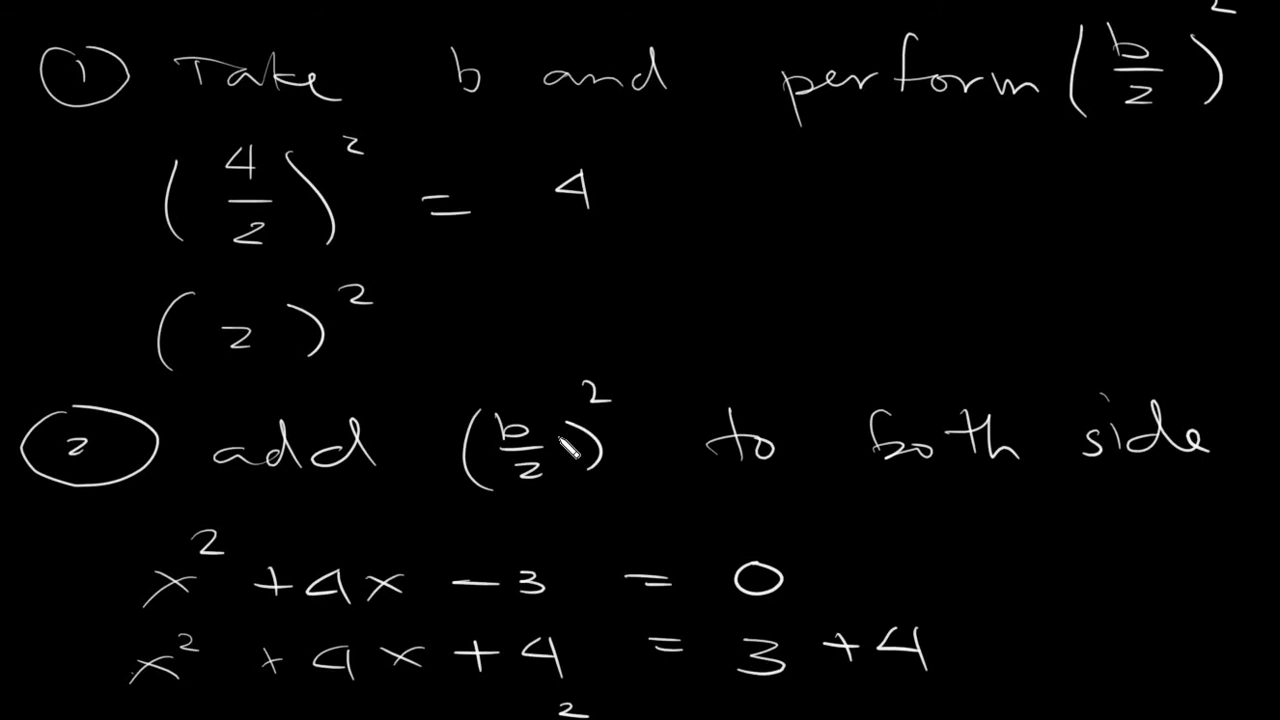 ① Take b and perform (b/2)²
(4/2)² = 4
(2)²
② add (b/2)² to both side
x² + 4x - 3 = 0
x² + 4x + 4 = 3 + 4
2